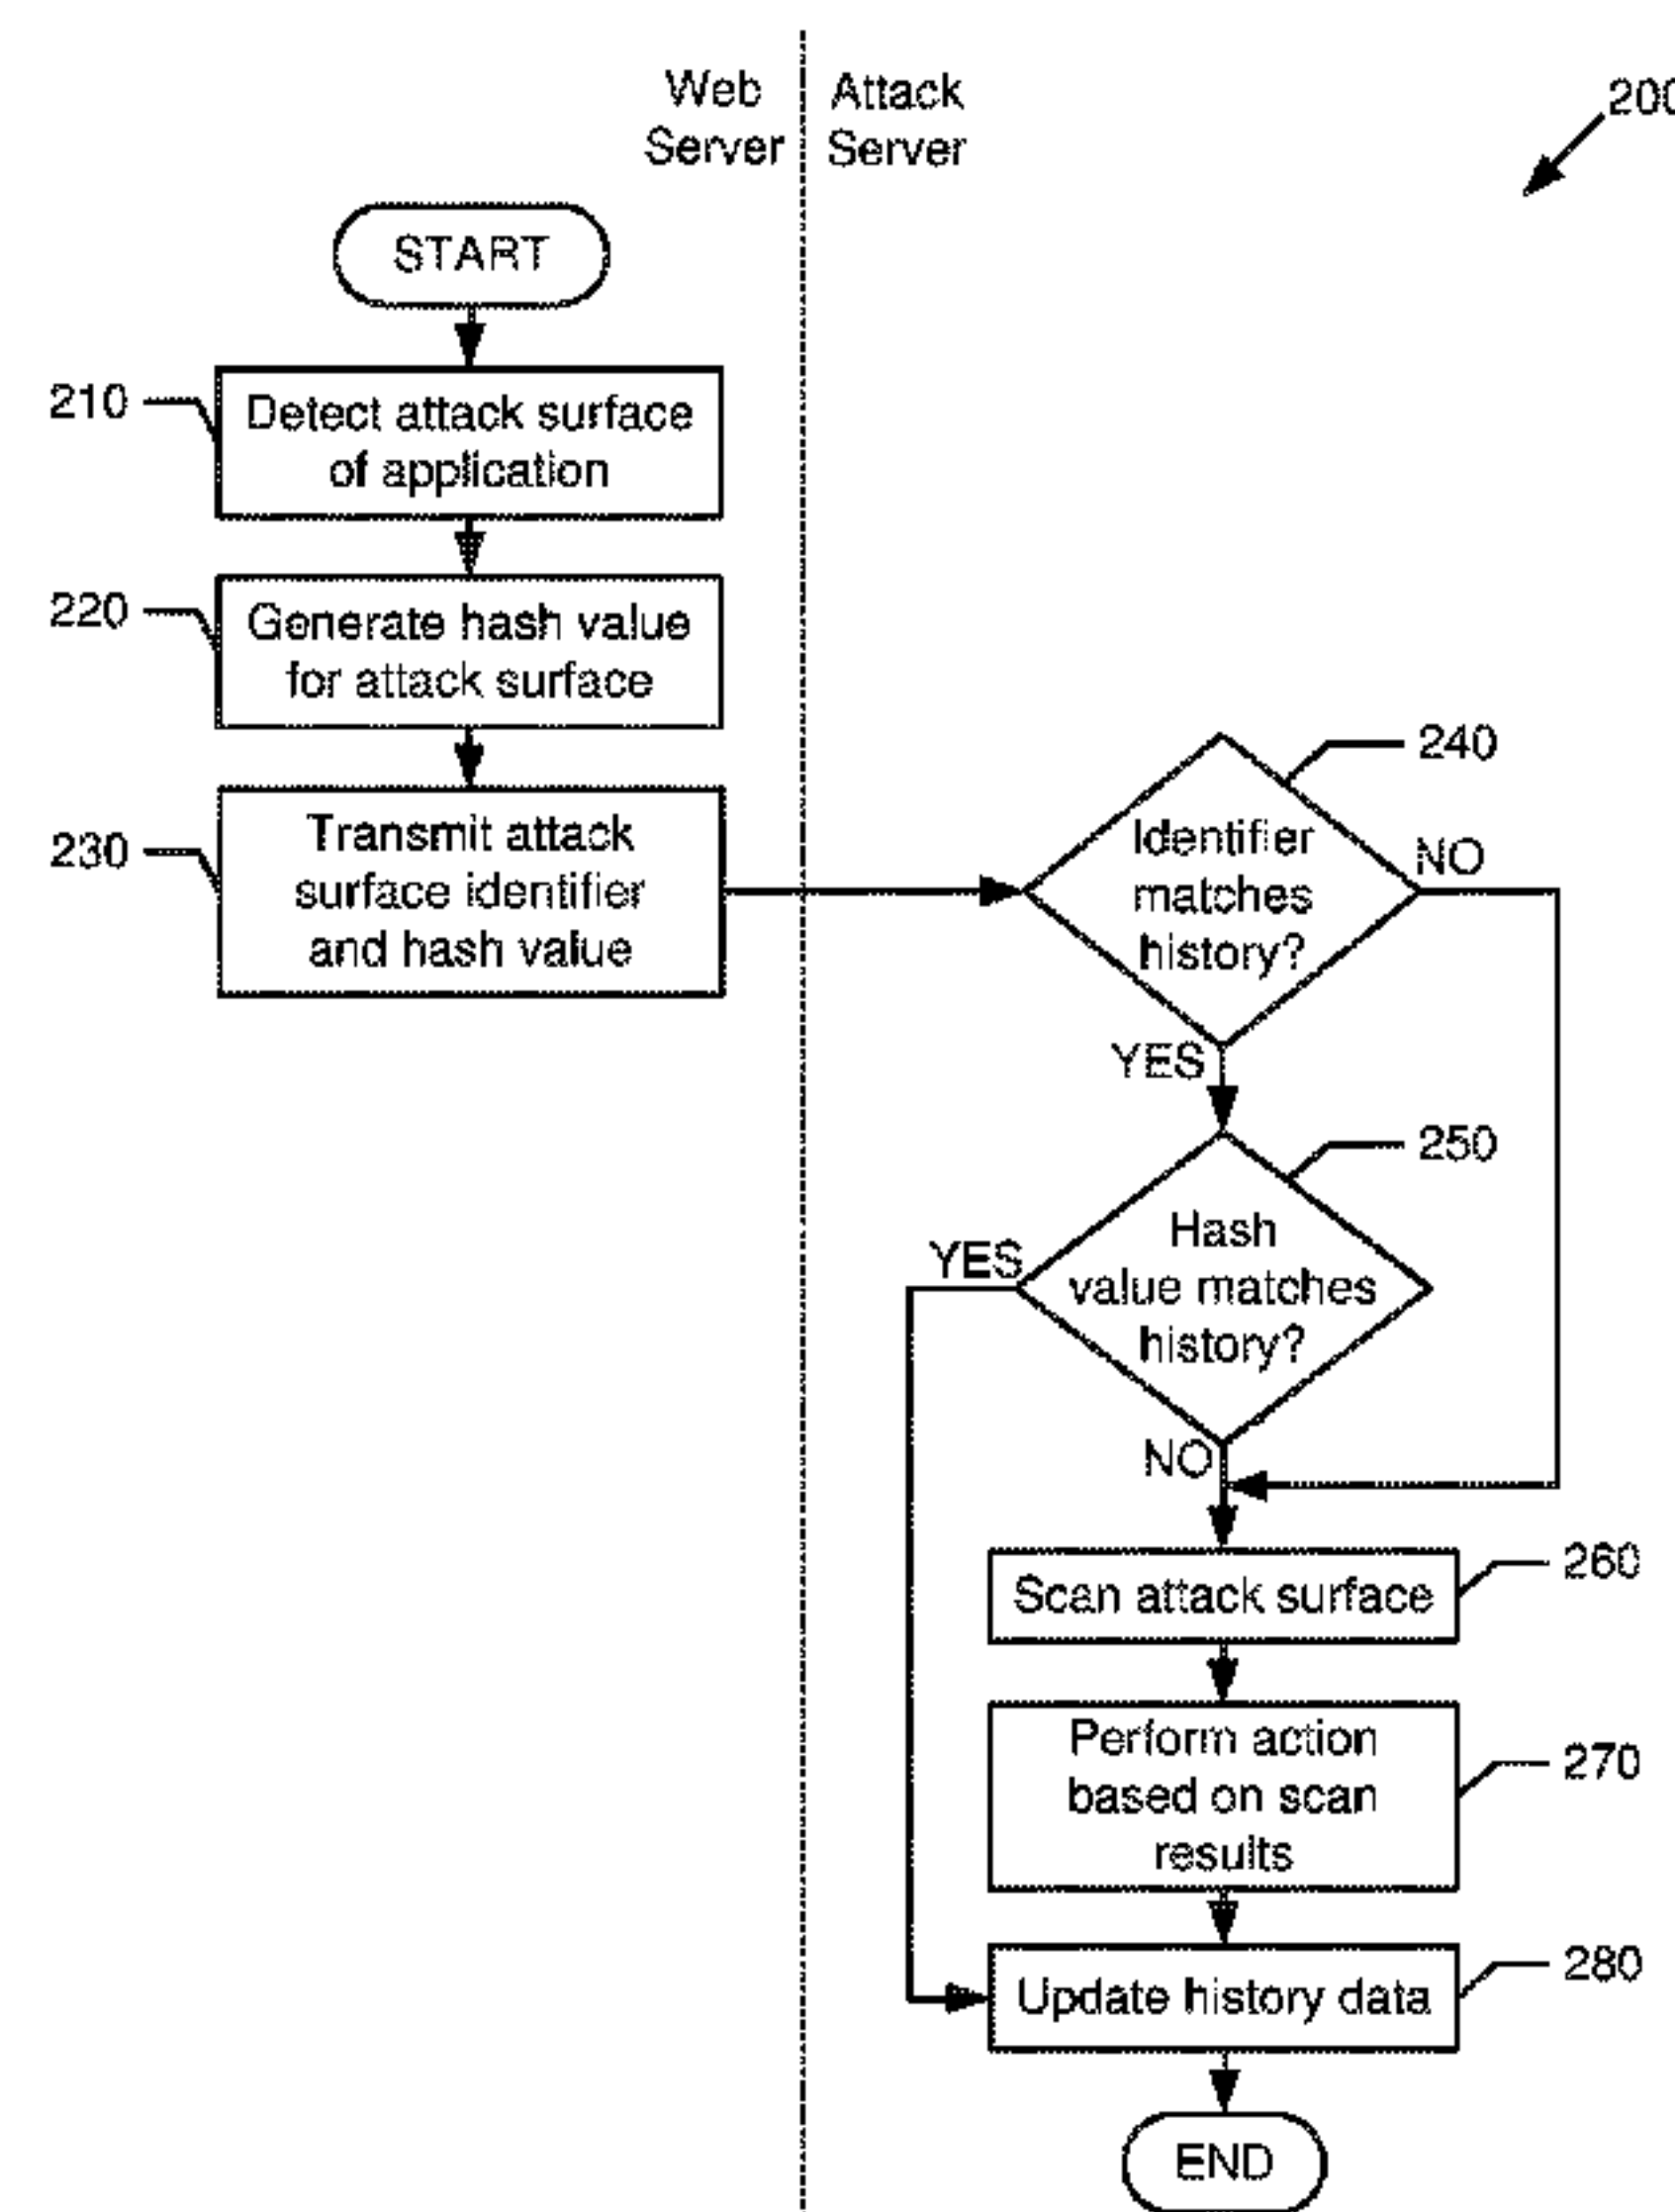 Web
Server
Attack
Server
200
START
210
Detect attack surface
of application
220
Generate hash value
for attack surface
230
Transmit attack
surface identifier
and hash value
240
Identifier
matches
history?
NO
YES
250
Hash
value matches
history?
YES
NO
260
Scan attack surface
270
Perform action
based on scan
results
280
Update history data
END